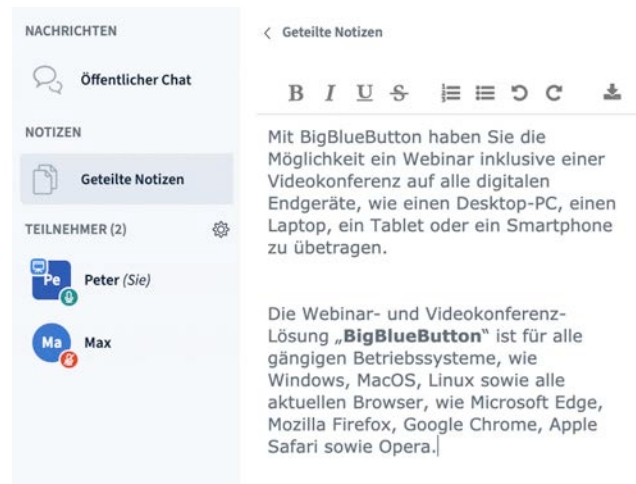 NACHRICHTEN
Öffentlicher Chat
NOTIZEN
Geteilte Notizen
TEILNEHMER (2)
Pe Peter (Sie)
Ma Max
Geteilte Notizen
B I U S
Mit BigBlueButton haben Sie die
Möglichkeit ein Webinar inklusive einer
Videokonferenz auf alle digitalen
Endgeräte, wie einen Desktop-PC, einen
Laptop, ein Tablet oder ein Smartphone
zu übetragen.
Die Webinar- und Videokonferenz-
Lösung „BigBlueButton“ ist für alle
gängigen Betriebssysteme, wie
Windows, MacOS, Linux sowie alle
aktuellen Browser, wie Microsoft Edge,
Mozilla Firefox, Google Chrome, Apple
Safari sowie Opera.